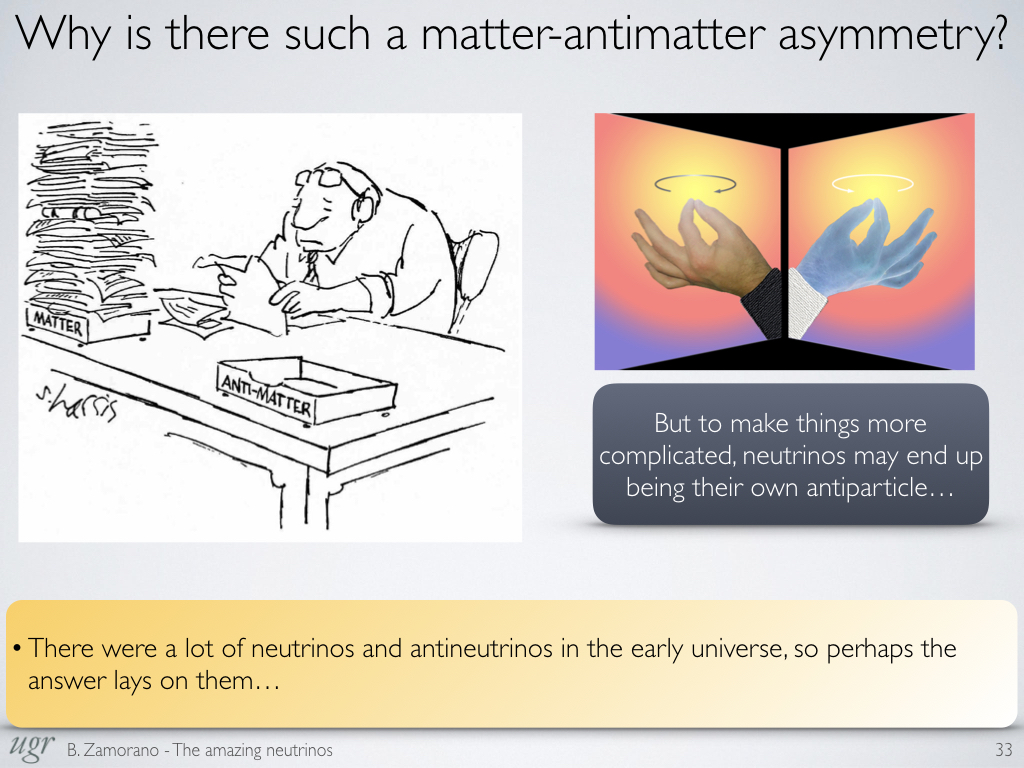 Why is there such a matter-antimatter asymmetry?
MATTER
ANTI-MATTER
S. harris
But to make things more
complicated, neutrinos may end up
being their own antiparticle…
• There were a lot of neutrinos and antineutrinos in the early universe, so perhaps the
answer lays on them…
ugr B. Zamorano - The amazing neutrinos 33